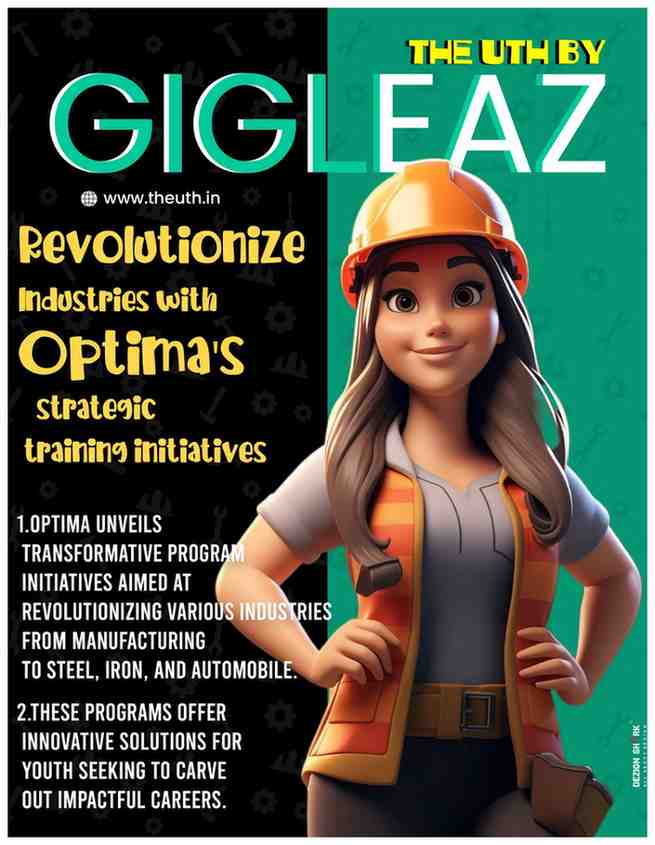 THE UTH BY
GIGLEAZ
www.theuth.in
Revolutionize
Industries with
Optima's
strategic
training initiatives
1.OPTIMA UNVEILS
TRANSFORMATIVE PROGRAM
INITIATIVES AIMED AT
REVOLUTIONIZING VARIOUS INDUSTRIES
FROM MANUFACTURING
TO STEEL, IRON, AND AUTOMOBILE.
2.THESE PROGRAMS OFFER
INNOVATIVE SOLUTIONS FOR
YOUTH SEEKING TO CARVE
OUT IMPACTFUL CAREERS.
DEZION